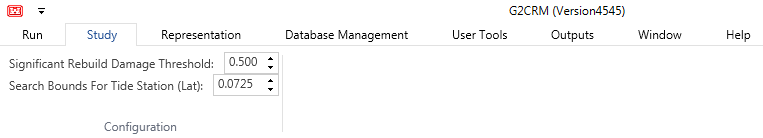 G2CRM (Version4545)
Run Study Representation Database Management User Tools Outputs Window Help
Significant Rebuild Damage Threshold: 0.500
Search Bounds For Tide Station (Lat): 0.0725
Configuration